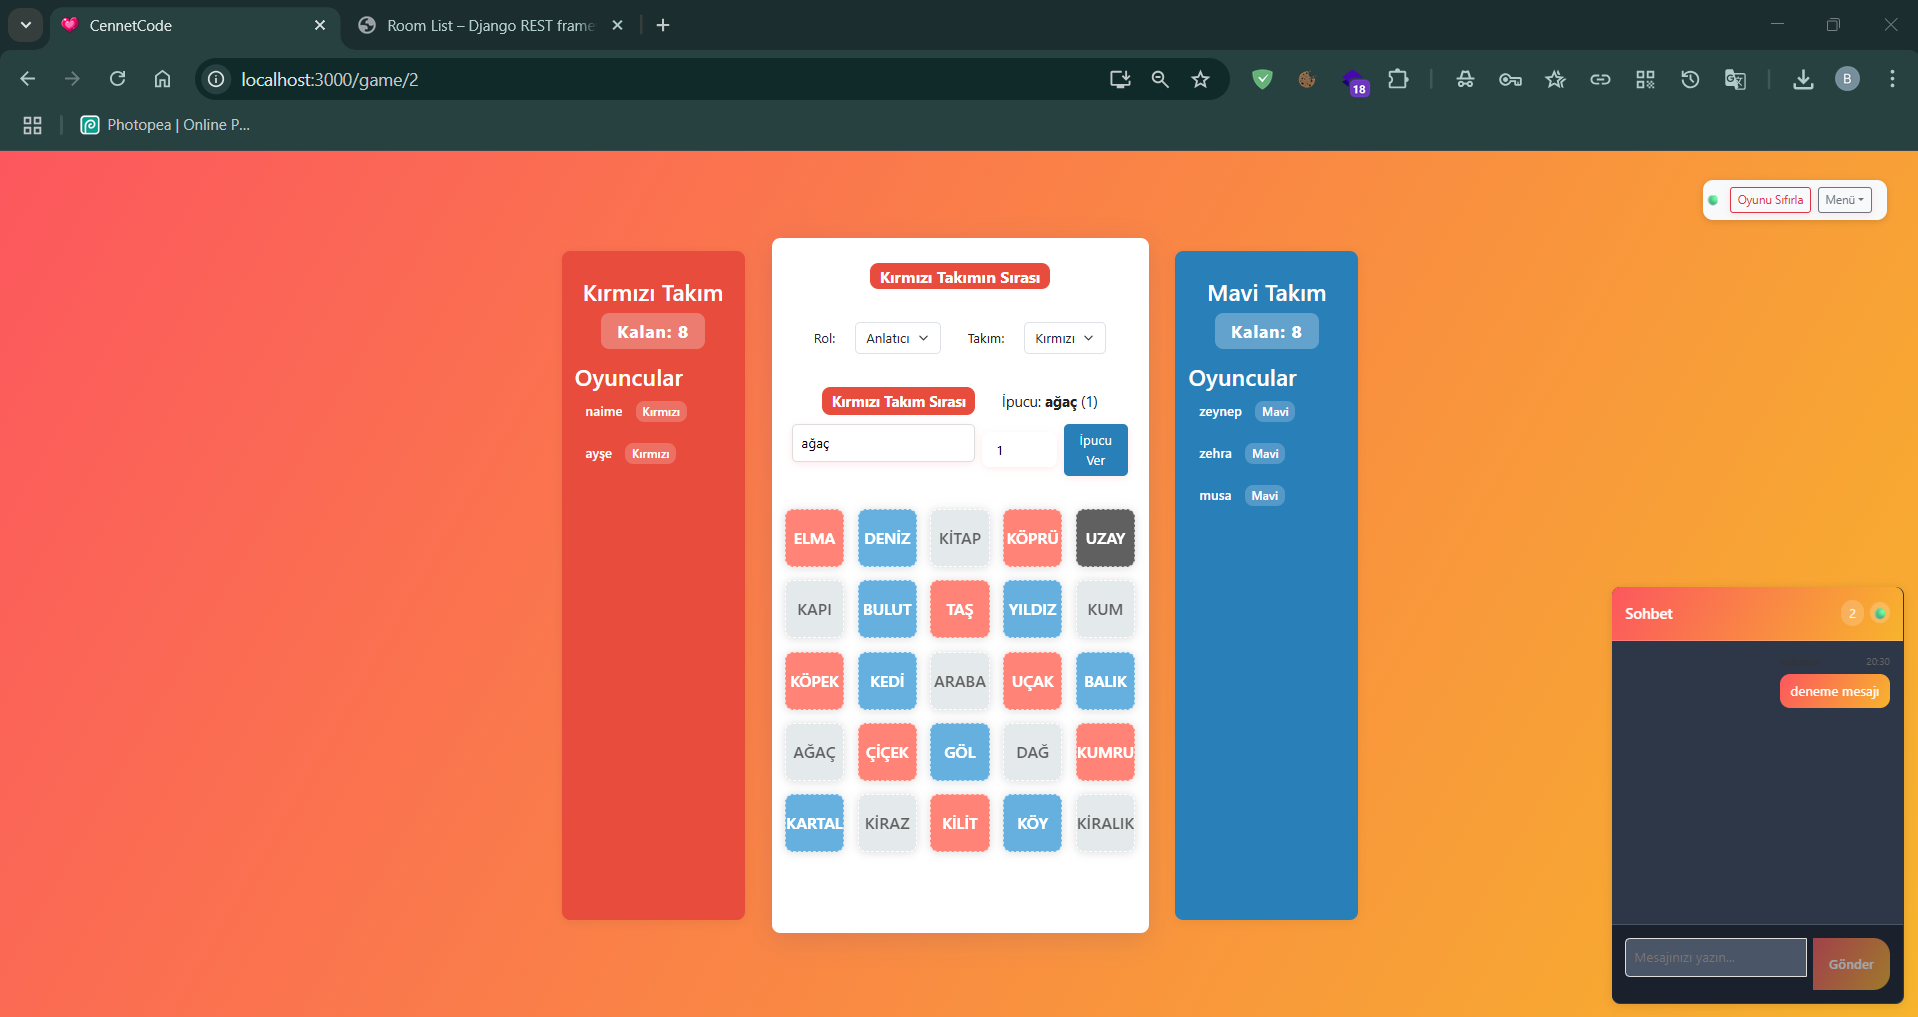 CennetCode
Room List – Django REST frame
localhost:3000/game/2
18
B
Photopea | Online P...
Oyunu Sıfırla
Menü
Kırmızı Takım
Kalan: 8
Oyuncular
naime Kırmızı
ayşe Kırmızı
Kırmızı Takımın Sırası
Rol: Anlatıcı Takım: Kırmızı
Kırmızı Takım Sırası İpucu: ağaç (1)
ağaç 1 İpucu
Ver
ELMA DENİZ KİTAP KÖPRÜ UZAY
KAPI BULUT TAŞ YILDIZ KUM
KÖPEK KEDİ ARABA UÇAK BALIK
AĞAÇ ÇİÇEK GÖL DAĞ KUMRU
KARTAL KİRAZ KİLİT KÖY KİRALIK
Mavi Takım
Kalan: 8
Oyuncular
zeynep Mavi
zehra Mavi
musa Mavi
Sohbet 2
20:30
deneme mesajı
Mesajınızı yazın...
Gönder